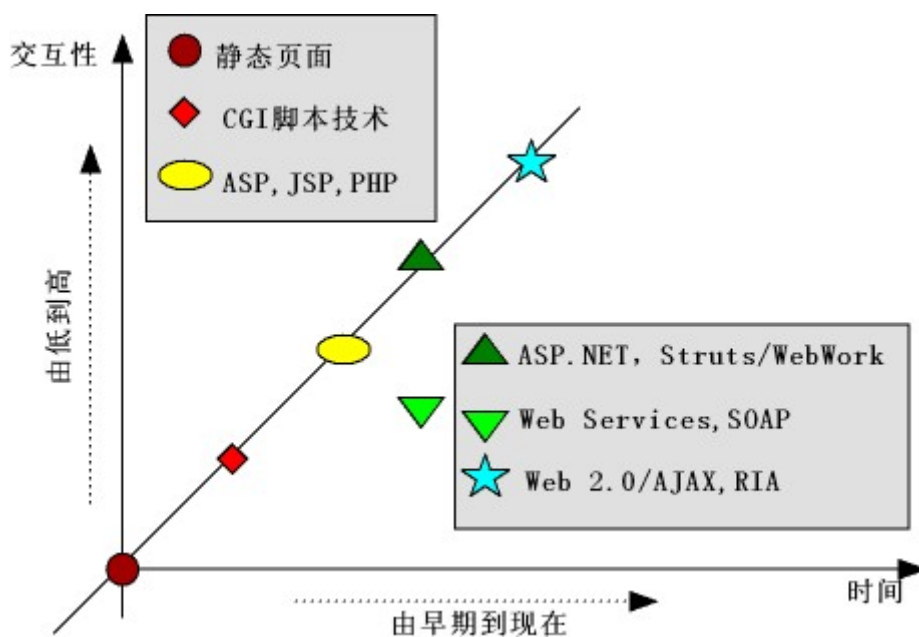 交互性
静态页面
CGI脚本技术
ASP,JSP,PHP
由低到高
ASP.NET, Struts/WebWork
Web Services,SOAP
Web 2.0/AJAX,RIA
时间
由早期到现在